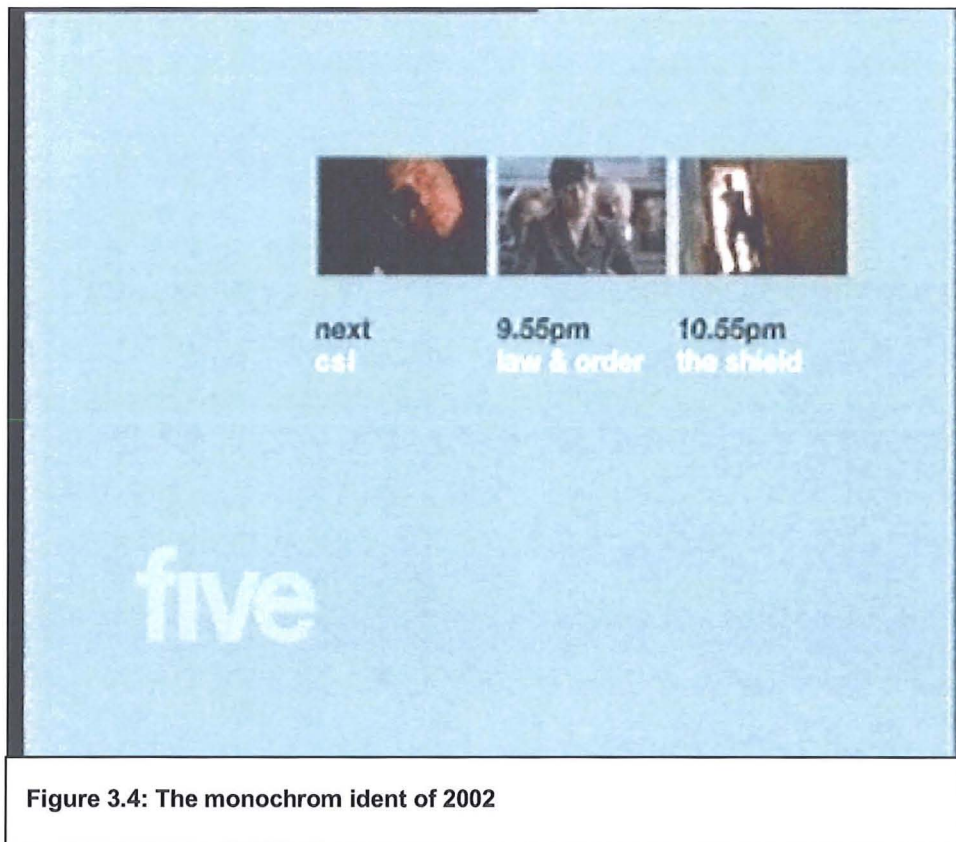 next 9.55pm 10.55pm
csi law & order the shield
five
Figure 3.4: The monochrom ident of 2002